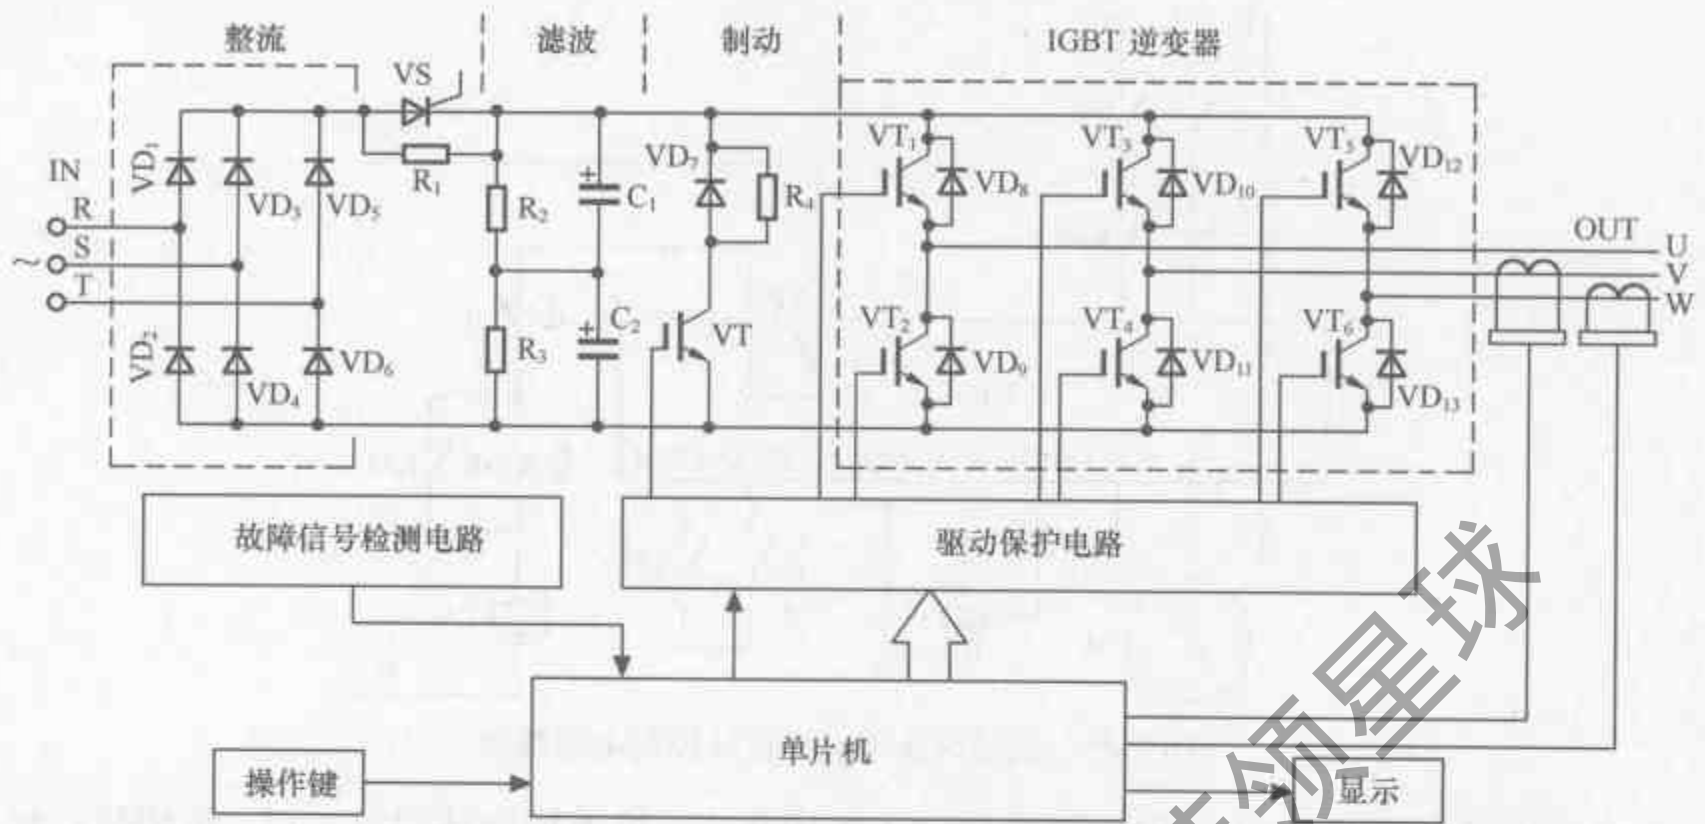 整流
滤波
制动
IGBT 逆变器
VS
IN
R
S
T
~
VD₁
VD₃
VD₅
VD₂
VD₄
VD₆
R₁
R₂
R₃
+
C₁
+
C₂
VD₇
R₄
VT
VT₁
VD₈
VT₃
VD₁₀
VT₅
VD₁₂
VT₂
VD₉
VT₄
VD₁₁
VT₆
VD₁₃
OUT
U
V
W
故障信号检测电路
驱动保护电路
单片机
操作键
显示
领星球